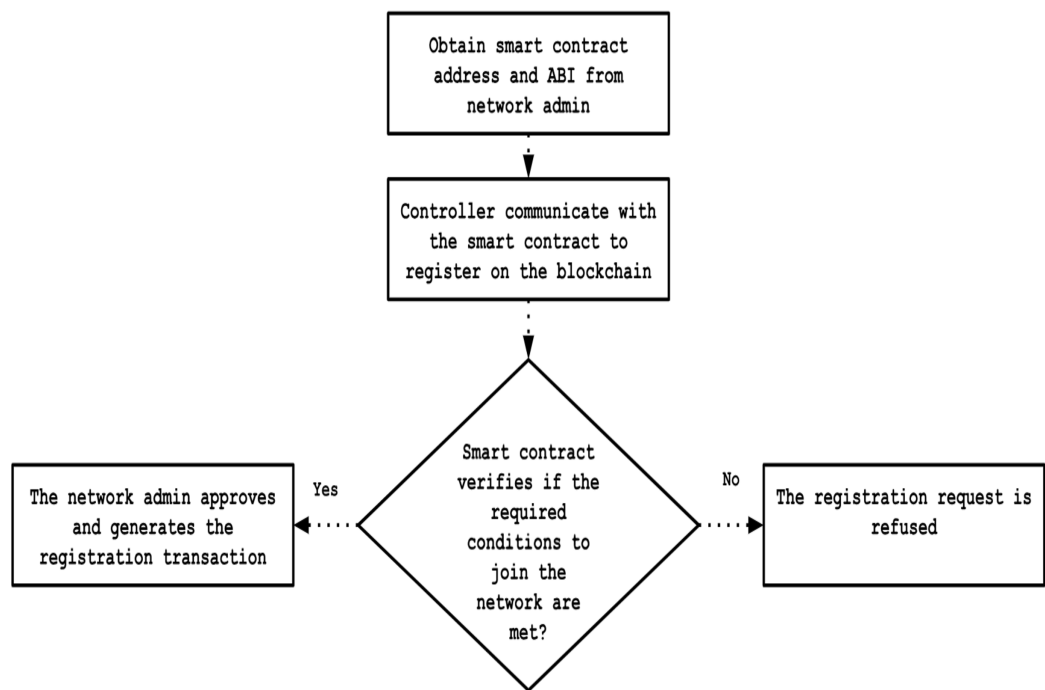 Obtain smart contract
address and ABI from
network admin
Controller communicate with
the smart contract to
register on the blockchain
Smart contract
verifies if the
required
conditions to
join the
network are
met?
Yes
The network admin approves
and generates the
registration transaction
No
The registration request is
refused